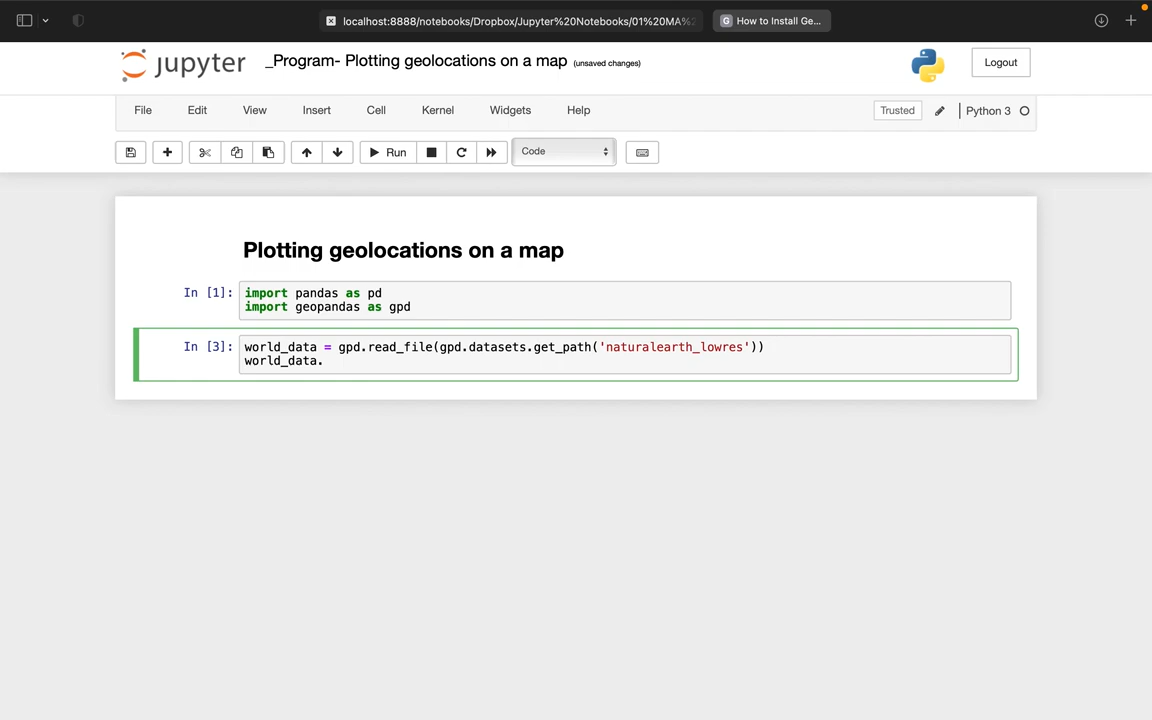 localhost:8888/notebooks/Dropbox/Jupyter%20Notebooks/01%20MA%2
G How to Install Ge...
jupyter _Program- Plotting geolocations on a map (unsaved changes)
Logout
File Edit View Insert Cell Kernel Widgets Help Trusted Python 3
Run Code
Plotting geolocations on a map
In [1]: import pandas as pd
import geopandas as gpd
In [3]: world_data = gpd.read_file(gpd.datasets.get_path('naturalearth_lowres'))
world_data.